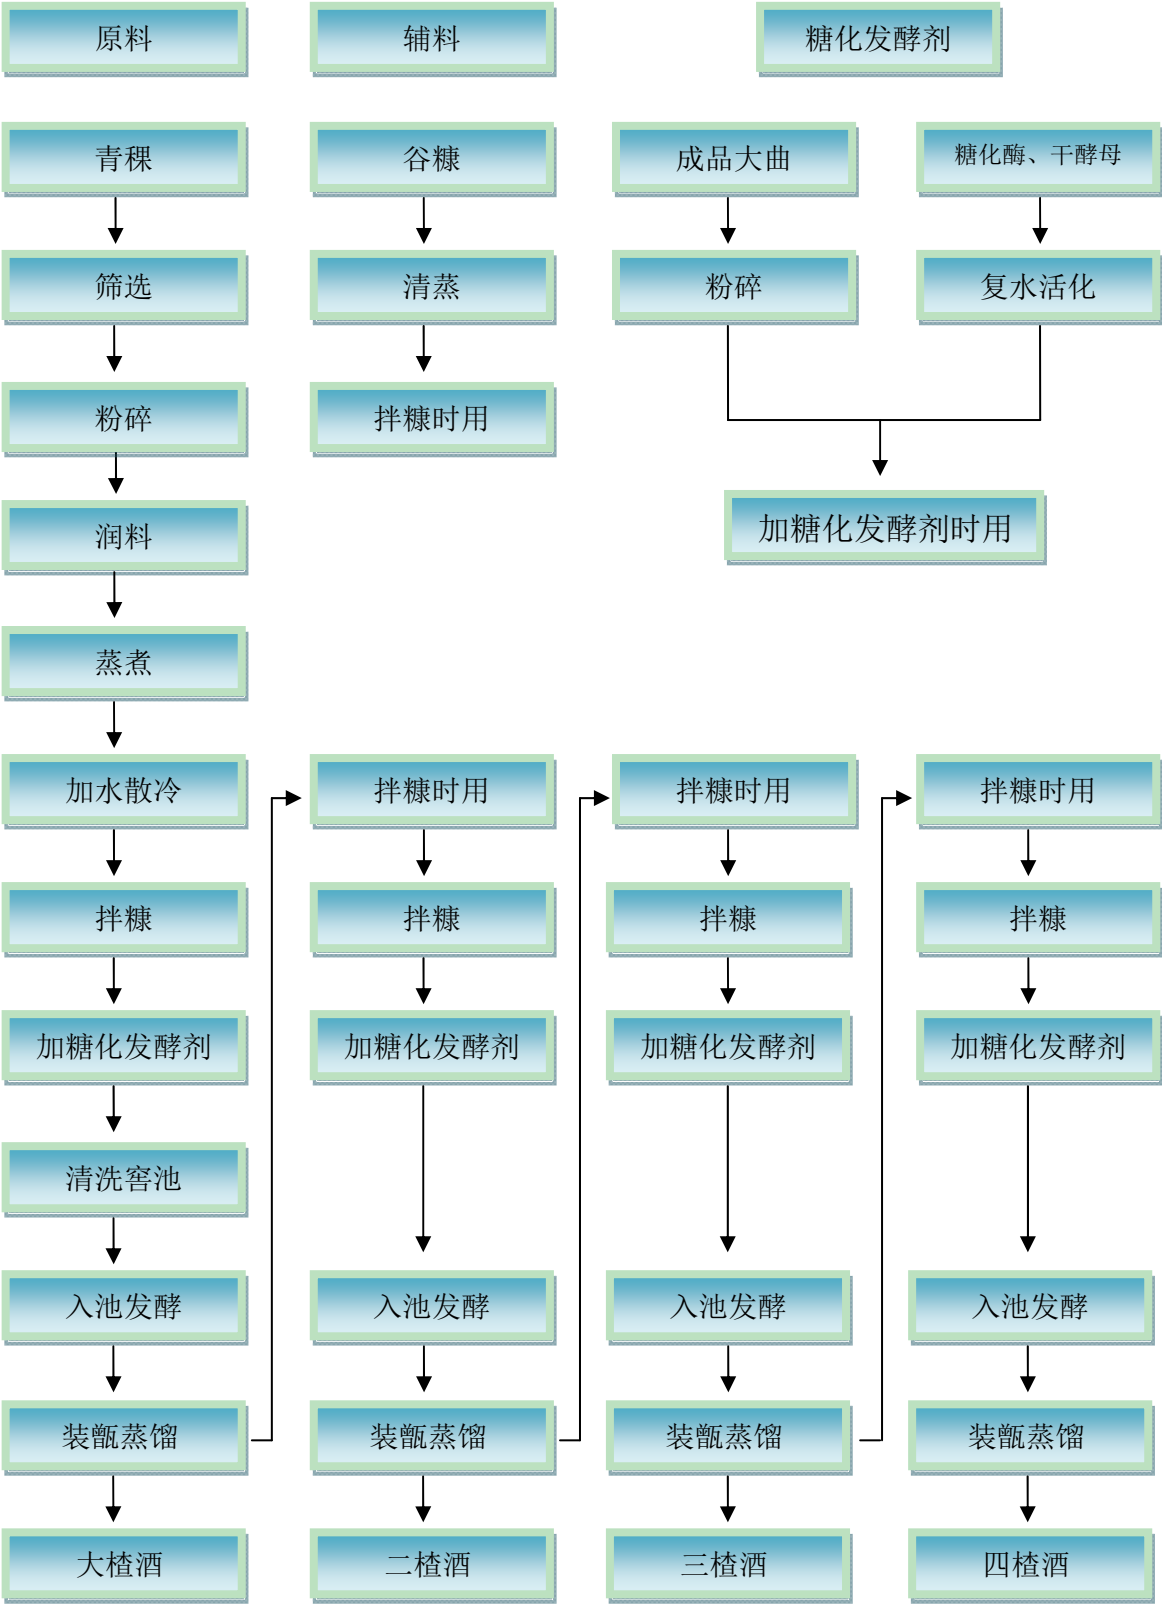 原料
辅料
糖化发酵剂
青稞
谷糠
成品大曲
糖化酶、干酵母
筛选
清蒸
粉碎
复水活化
粉碎
拌糠时用
润料
加糖化发酵剂时用
蒸煮
加水散冷
拌糠时用
拌糠时用
拌糠时用
拌糠
拌糠
拌糠
拌糠
加糖化发酵剂
加糖化发酵剂
加糖化发酵剂
加糖化发酵剂
清洗窖池
入池发酵
入池发酵
入池发酵
入池发酵
装甑蒸馏
装甑蒸馏
装甑蒸馏
装甑蒸馏
大楂酒
二楂酒
三楂酒
四楂酒